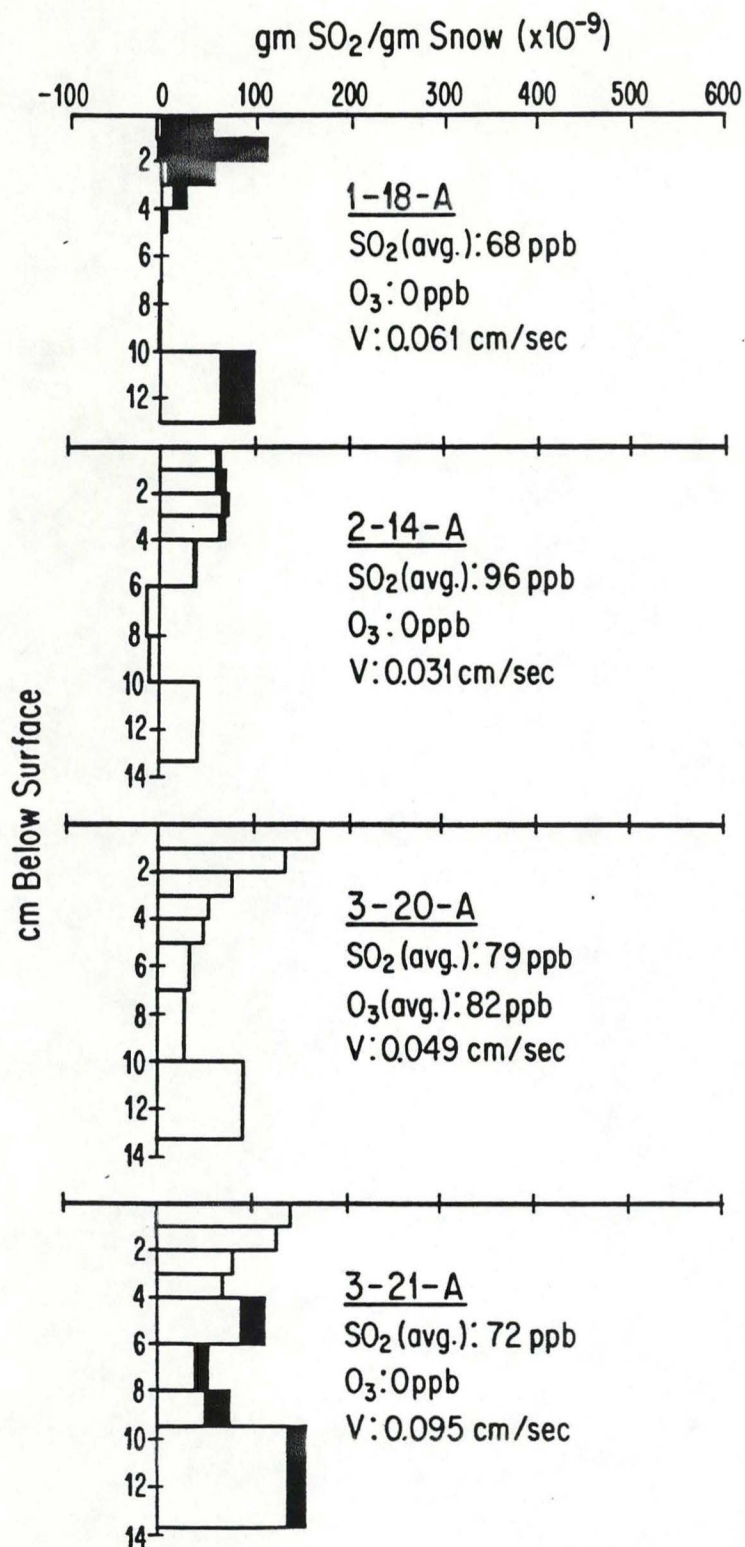 gm SO₂/gm Snow (x10⁻⁹)
-100 0 100 200 300 400 500 600
2
4
6
8
10
12
1-18-A
SO₂(avg.): 68 ppb
O₃: 0 ppb
V: 0.061 cm/sec
2
4
6
8
10
12
14
2-14-A
SO₂(avg.): 96 ppb
O₃: 0ppb
V: 0.031 cm/sec
cm Below Surface
2
4
6
8
10
12
14
3-20-A
SO₂(avg.): 79 ppb
O₃(avg.): 82 ppb
V: 0.049 cm/sec
2
4
6
8
10
12
14
3-21-A
SO₂(avg.): 72 ppb
O₃: 0ppb
V: 0.095 cm/sec